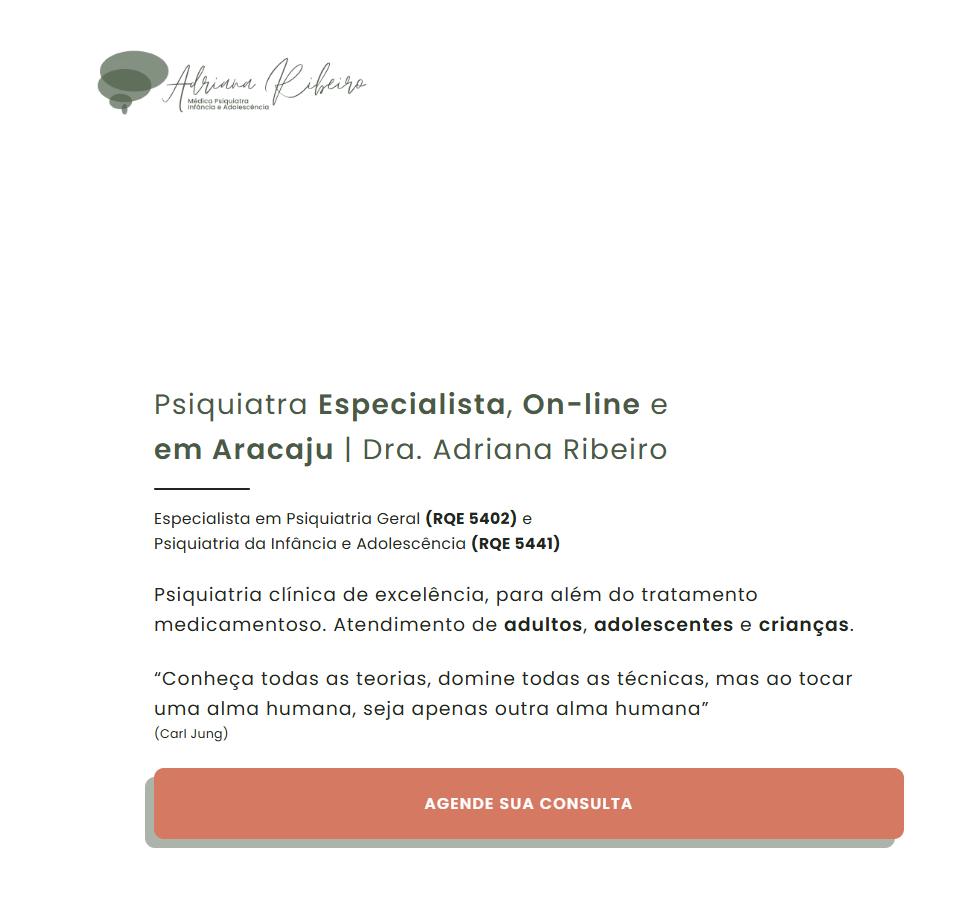 Adriana Ribeiro
Médica Psiquiatra
Infância e Adolescência
Psiquiatra Especialista, On-line e
em Aracaju | Dra. Adriana Ribeiro
Especialista em Psiquiatria Geral (RQE 5402) e
Psiquiatria da Infância e Adolescência (RQE 5441)
Psiquiatria clínica de excelência, para além do tratamento
medicamentoso. Atendimento de adultos, adolescentes e crianças.
“Conheça todas as teorias, domine todas as técnicas, mas ao tocar
uma alma humana, seja apenas outra alma humana”
(Carl Jung)
AGENDE SUA CONSULTA